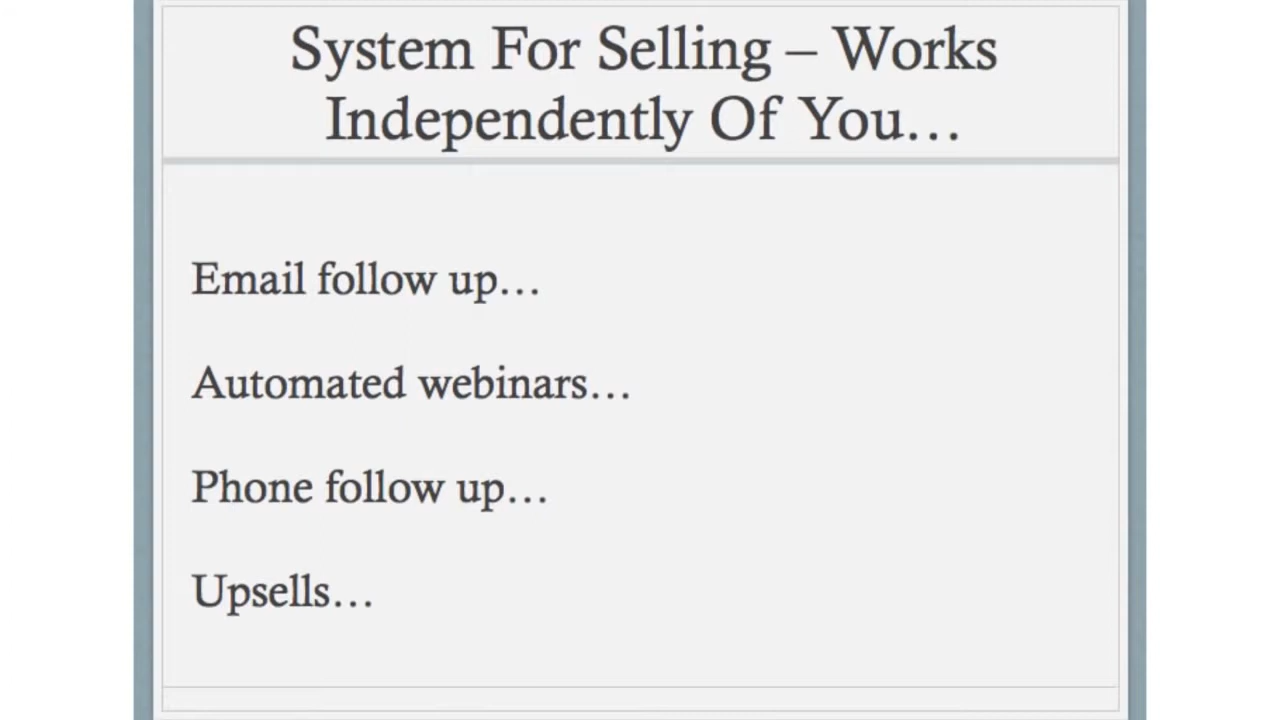 System For Selling – Works
Independently Of You…
Email follow up…
Automated webinars…
Phone follow up…
Upsells…